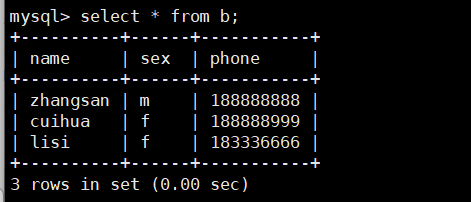 mysql> select * from b;
+----------+------+-----------+
| name     | sex  | phone     |
+----------+------+-----------+
| zhangsan | m    | 188888888 |
| cuihua   | f    | 188888999 |
| lisi     | f    | 183336666 |
+----------+------+-----------+
3 rows in set (0.00 sec)